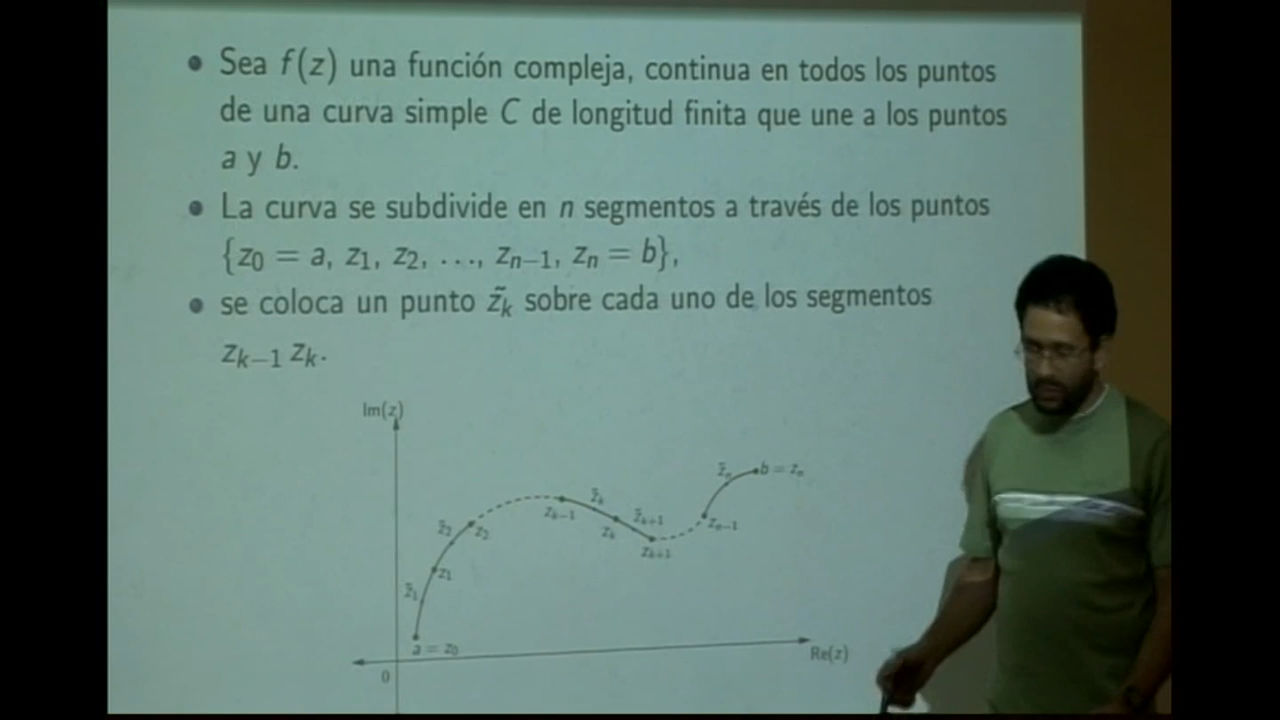 • Sea f(z) una función compleja, continua en todos los puntos
de una curva simple C de longitud finita que une a los puntos
a y b.
• La curva se subdivide en n segmentos a través de los puntos
{z₀ = a, z₁, z₂, ..., zₙ₋₁, zₙ = b},
• se coloca un punto z̃ₖ sobre cada uno de los segmentos
zₖ₋₁ zₖ.
Im(z)
z̃ₙ b = zₙ
z̃ₖ
zₖ₋₁ z̃ₖ₊₁
z̃₂ z₂ zₖ zₙ₋₁
zₖ₊₁
z₁
z̃₁
a = z₀
Re(z)
0